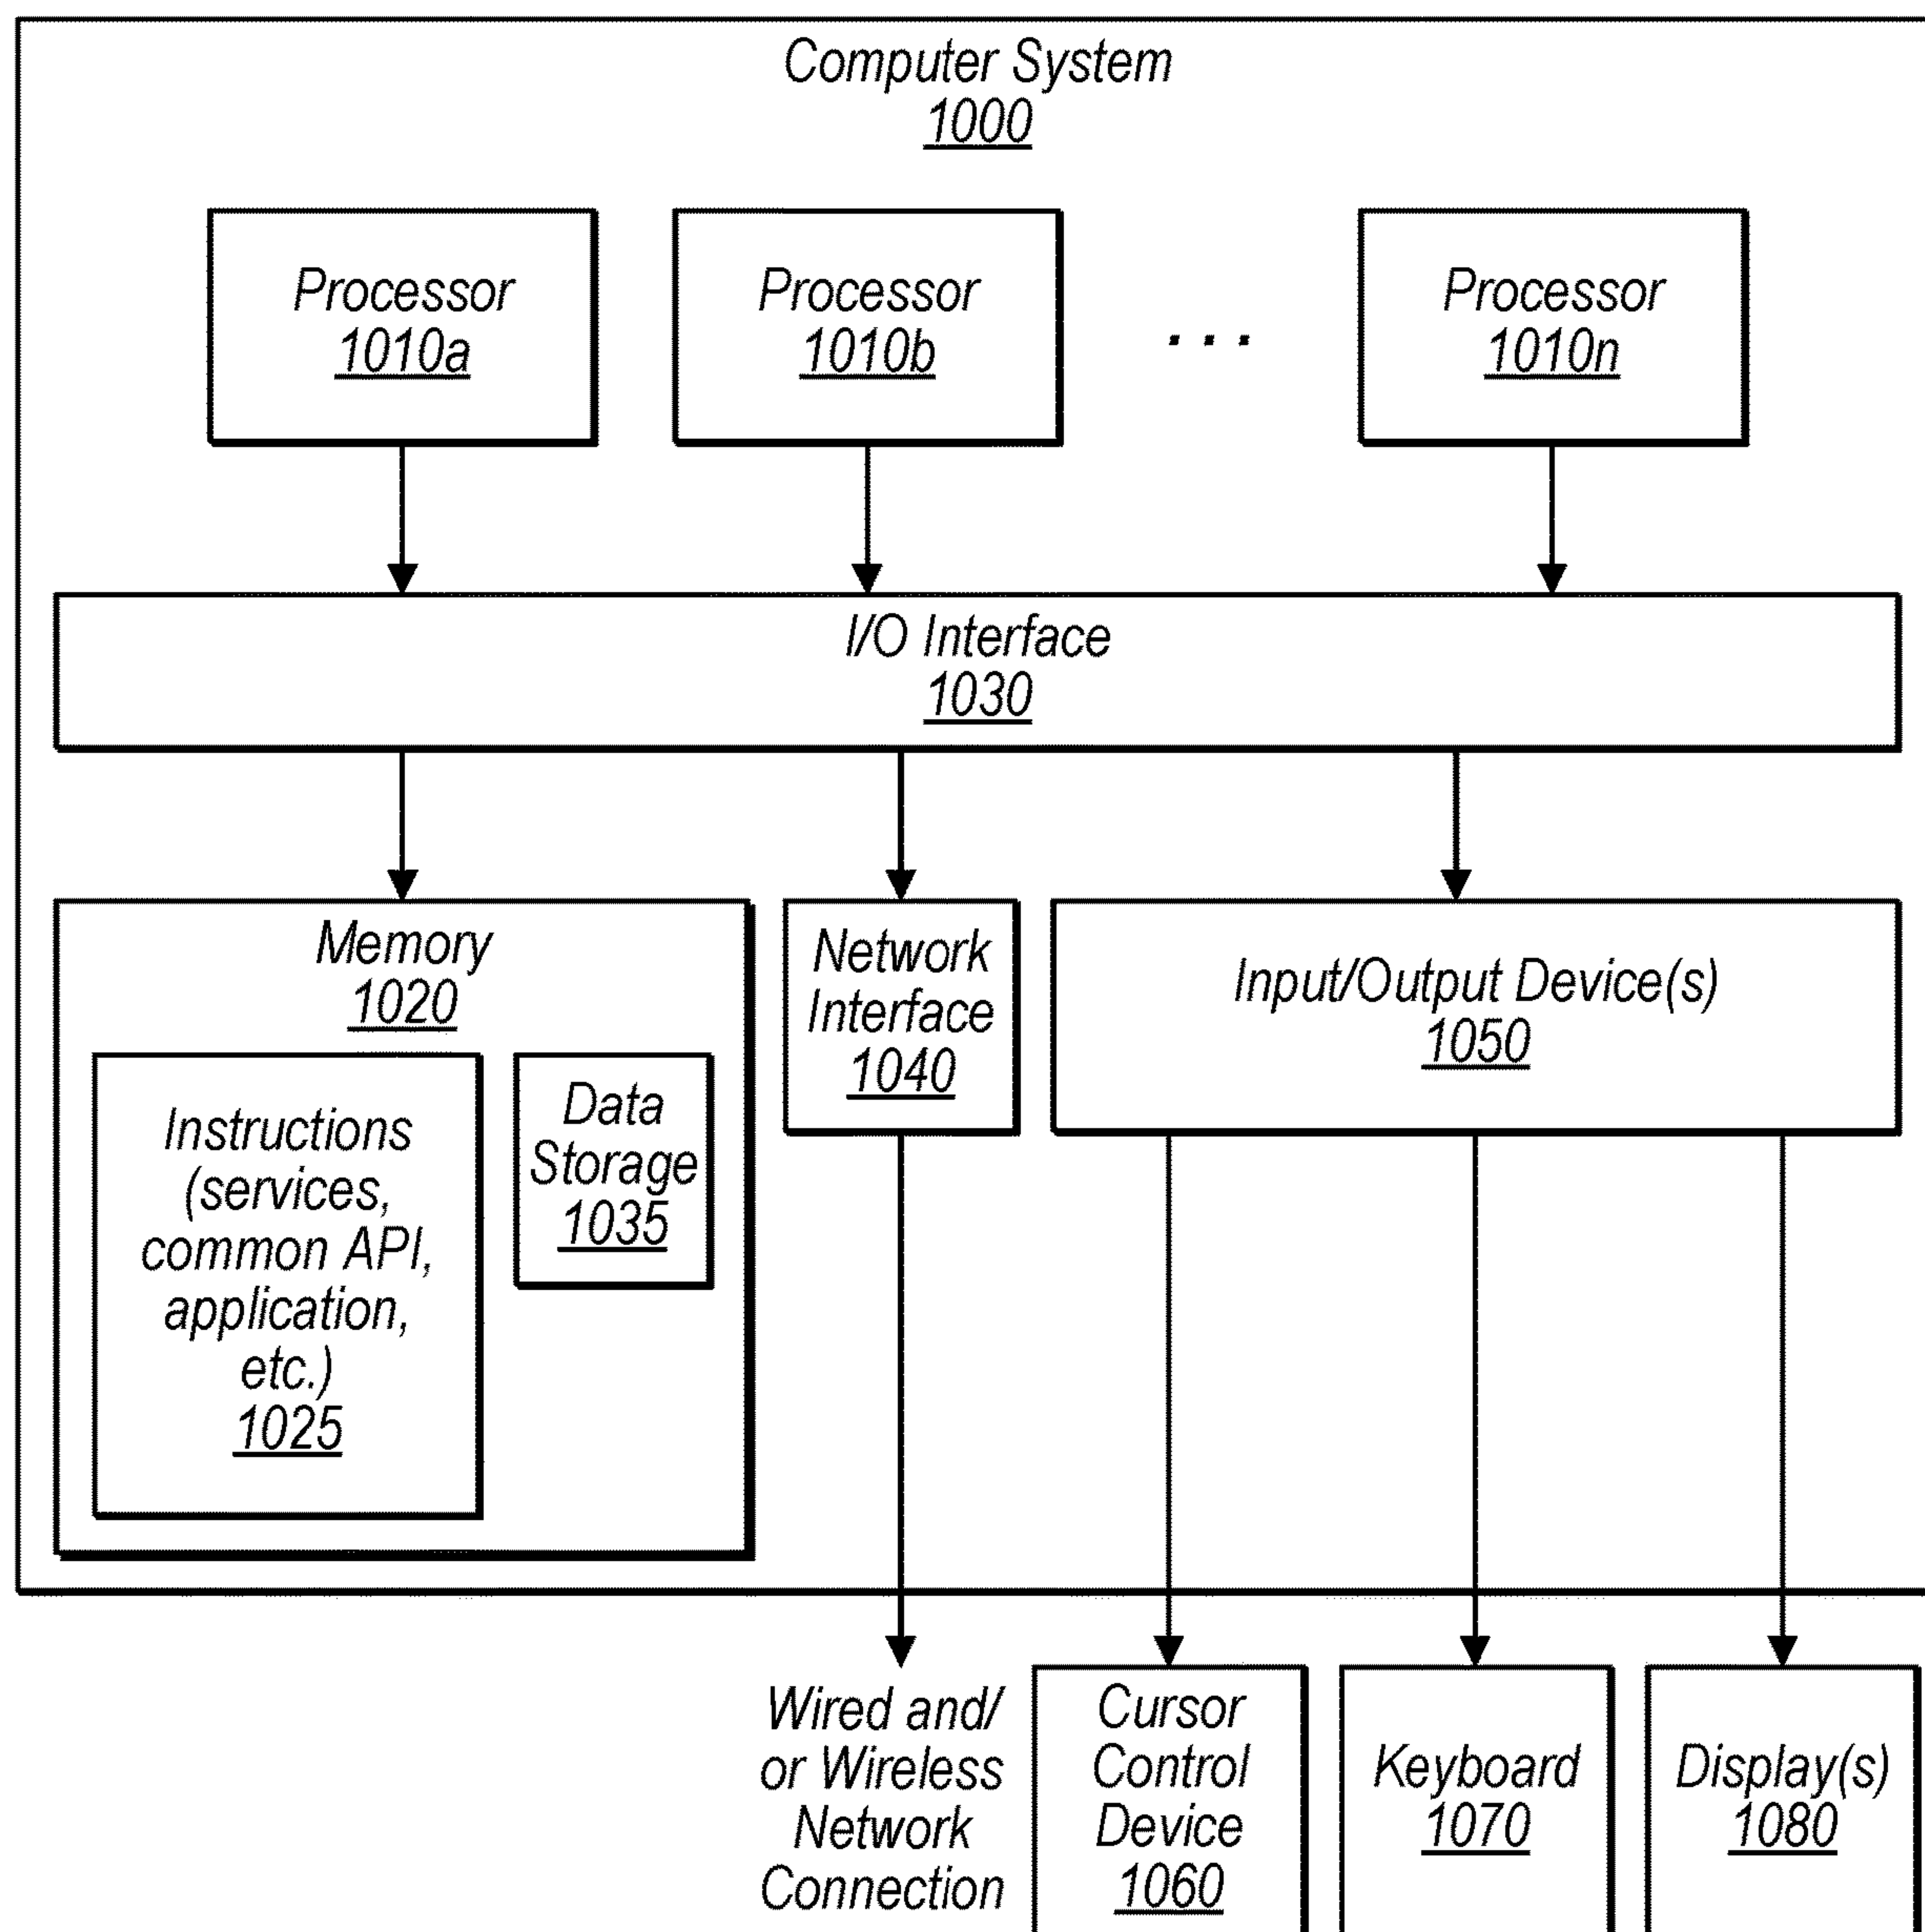 Computer System
1000
Processor
1010a
Processor
1010b
. . .
Processor
1010n
I/O Interface
1030
Memory
1020
Instructions
(services,
common API,
application,
etc.)
1025
Data
Storage
1035
Network
Interface
1040
Input/Output Device(s)
1050
Wired and/
or Wireless
Network
Connection
Cursor
Control
Device
1060
Keyboard
1070
Display(s)
1080